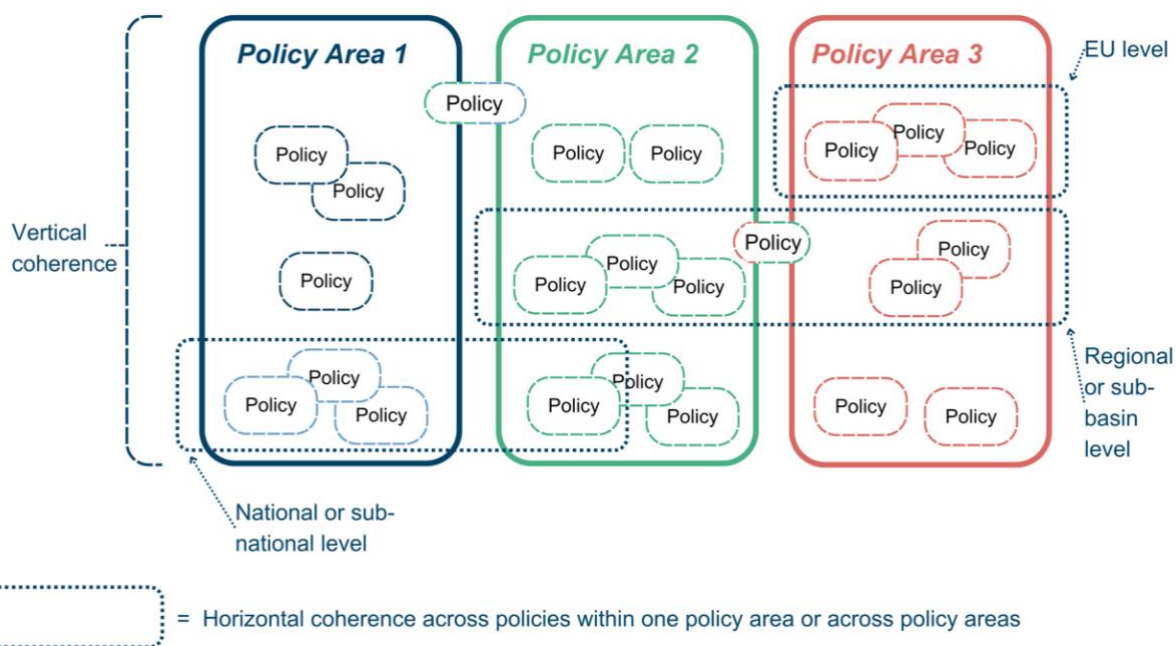 Policy Area 1
Policy Area 2
Policy Area 3
EU level
Policy
Policy
Policy
Policy
Policy
Policy
Policy
Policy
Vertical
coherence
Policy
Policy
Policy
Policy
Policy
Policy
Policy
Policy
Regional
or sub-
basin
level
Policy
Policy
Policy
Policy
Policy
Policy
Policy
Policy
National or sub-
national level
= Horizontal coherence across policies within one policy area or across policy areas